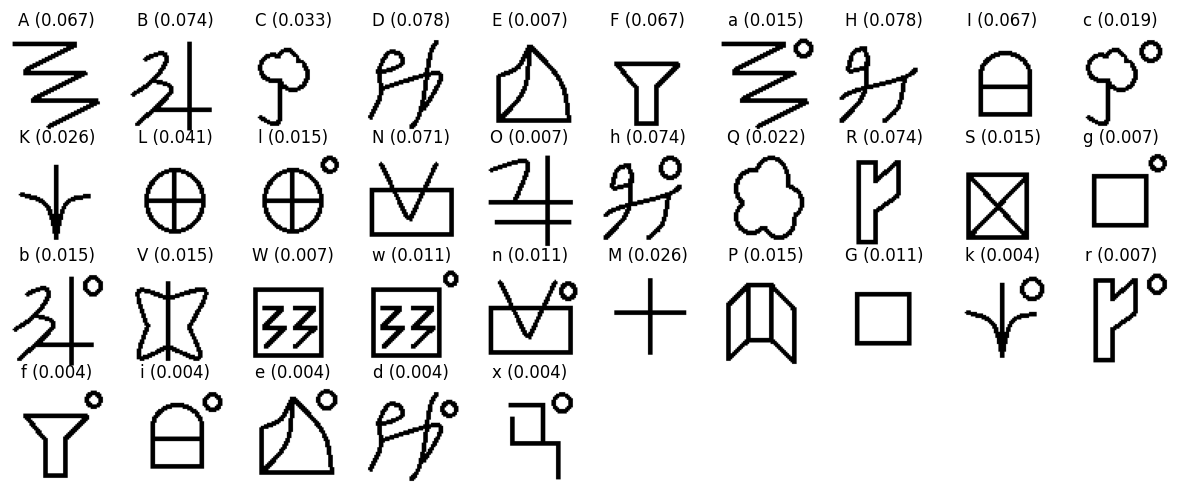 A (0.067) B (0.074) C (0.033) D (0.078) E (0.007) F (0.067) a (0.015) H (0.078) I (0.067) c (0.019)
K (0.026) L (0.041) l (0.015) N (0.071) O (0.007) h (0.074) Q (0.022) R (0.074) S (0.015) g (0.007)
b (0.015) V (0.015) W (0.007) w (0.011) n (0.011) M (0.026) P (0.015) G (0.011) k (0.004) r (0.007)
f (0.004) i (0.004) e (0.004) d (0.004) x (0.004)